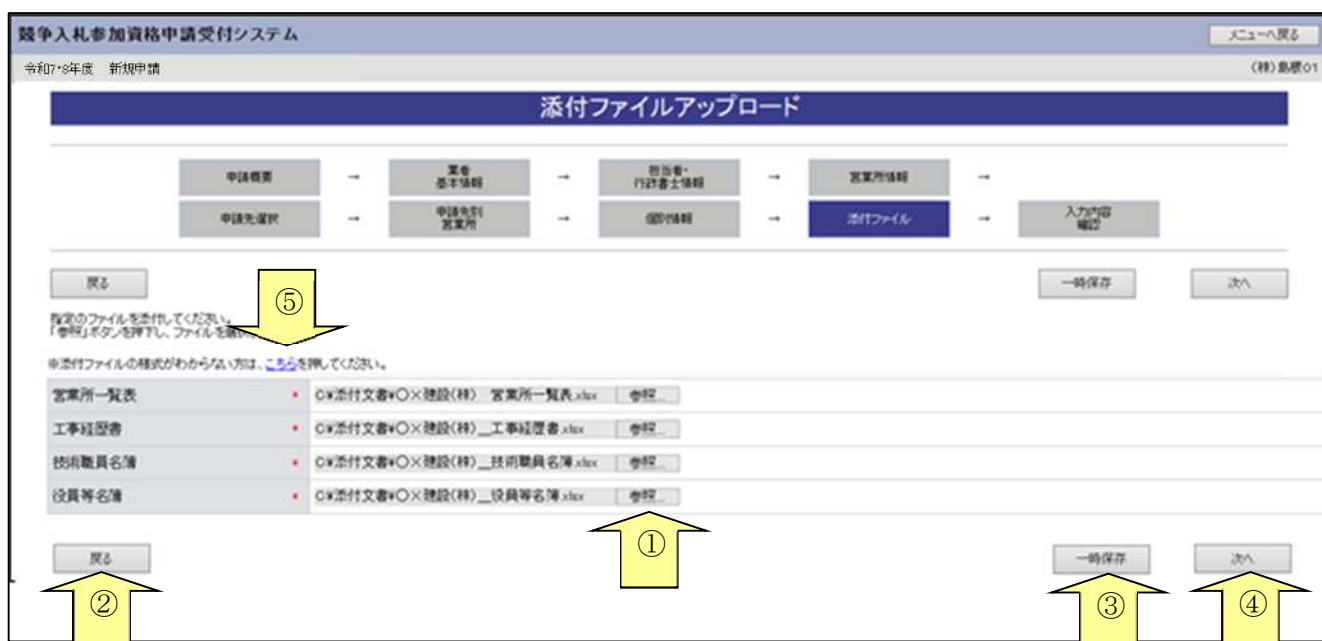 競争入札参加資格申請受付システム
メニューへ戻る
令和7・8年度 新規申請
(株)島根01
添付ファイルアップロード
申請概要 → 業者基本情報 → 担当者・行政書士情報 → 営業所情報 →
申請先選択 → 申請先別営業所 → 個別情報 → 添付ファイル → 入力内容確認
戻る
一時保存
次へ
⑤
指定のファイルを添付してください。
「参照」ボタンを押下し、ファイルを選択
※添付ファイルの様式がわからない方は、こちらを押してください。
営業所一覧表 * C¥添付文書¥〇×建設(株)__営業所一覧表.xlsx 参照...
工事経歴書 * C¥添付文書¥〇×建設(株)__工事経歴書.xlsx 参照...
技術職員名簿 * C¥添付文書¥〇×建設(株)__技術職員名簿.xlsx 参照...
役員等名簿 * C¥添付文書¥〇×建設(株)__役員等名簿.xlsx 参照...
①
戻る
一時保存
次へ
②
③
④